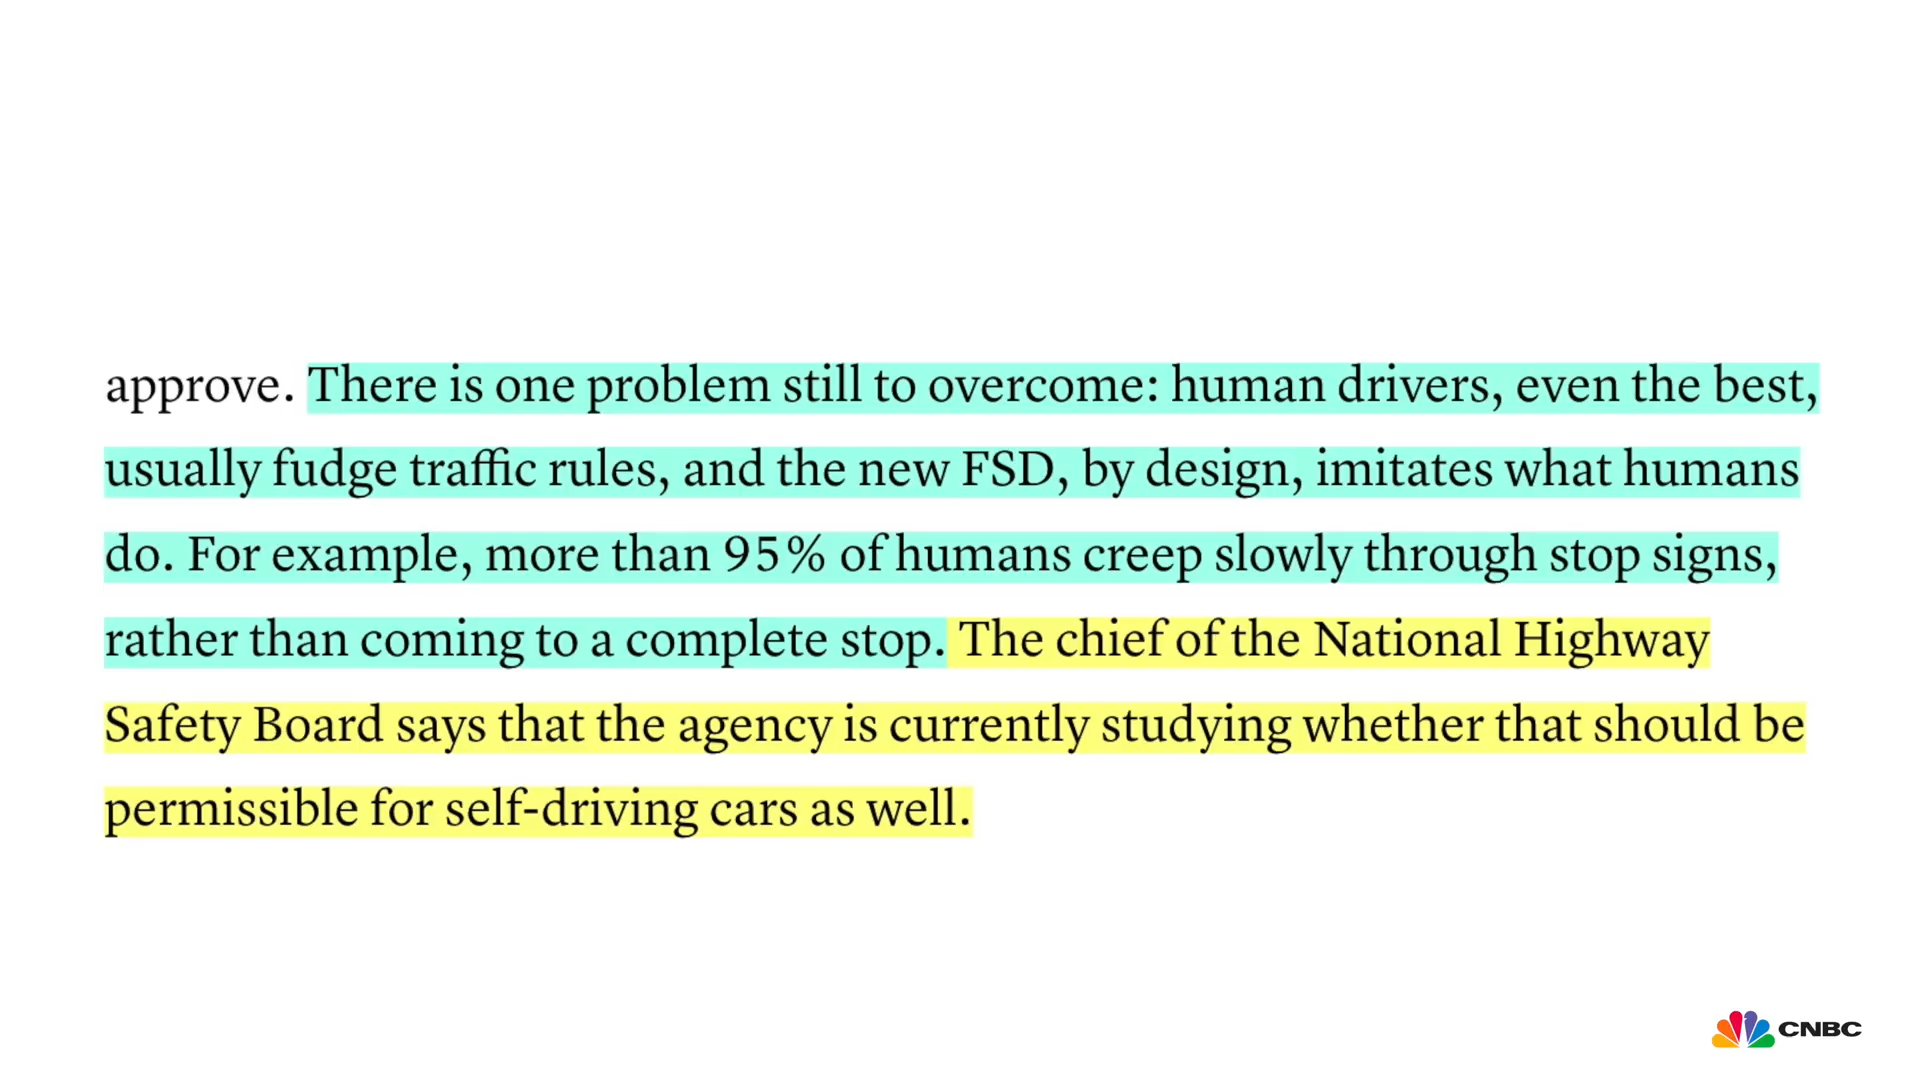 approve. There is one problem still to overcome: human drivers, even the best,
usually fudge traffic rules, and the new FSD, by design, imitates what humans
do. For example, more than 95% of humans creep slowly through stop signs,
rather than coming to a complete stop. The chief of the National Highway
Safety Board says that the agency is currently studying whether that should be
permissible for self-driving cars as well.
CNBC